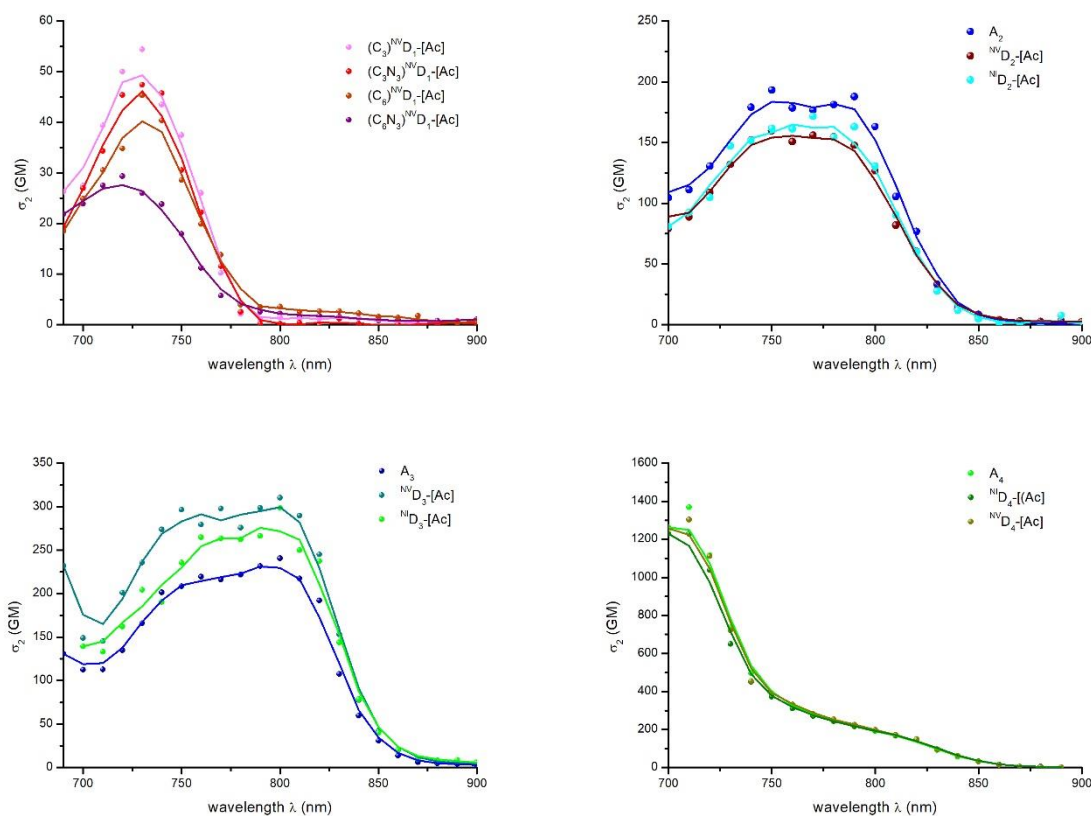 60
50
40
30
20
10
0
σ₂ (GM)
700 750 800 850 900
wavelength λ (nm)
(C₃)ᴺⱽD₁-[Ac]
(C₃N₃)ᴺⱽD₁-[Ac]
(C₆)ᴺⱽD₁-[Ac]
(C₆N₃)ᴺⱽD₁-[Ac]
250
200
150
100
50
0
σ₂ (GM)
700 750 800 850 900
wavelength λ (nm)
A₂
ᴺⱽD₂-[Ac]
ᴺᴵD₂-[Ac]
350
300
250
200
150
100
50
0
σ₂ (GM)
700 750 800 850 900
wavelength λ (nm)
A₃
ᴺⱽD₃-[Ac]
ᴺᴵD₃-[Ac]
1600
1400
1200
1000
800
600
400
200
0
σ₂ (GM)
700 750 800 850 900
wavelength λ (nm)
A₄
ᴺᴵD₄-[(Ac]
ᴺⱽD₄-[Ac]